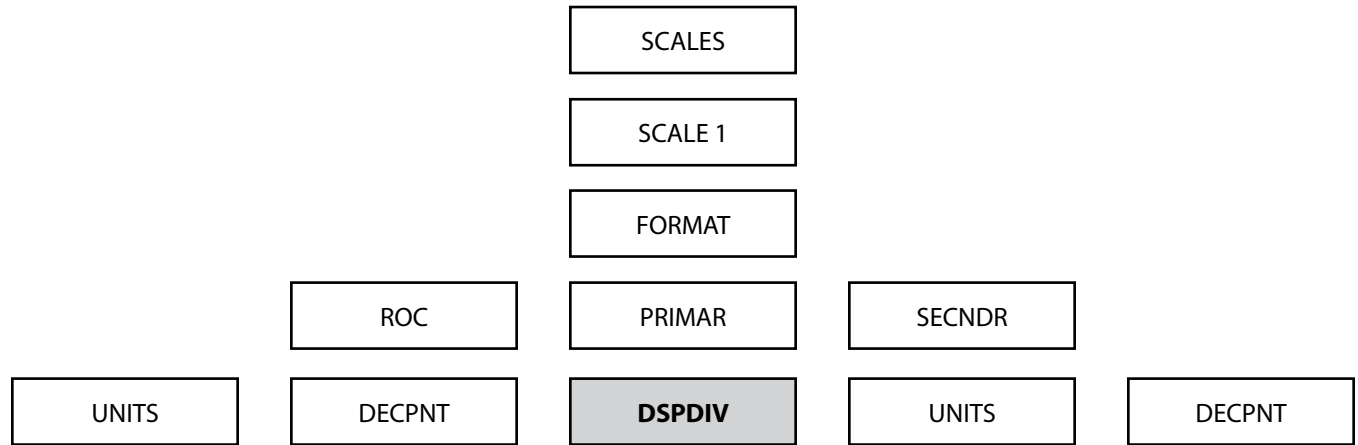 SCALES
SCALE 1
FORMAT
ROC PRIMAR SECNDR
UNITS DECPNT DSPDIV UNITS DECPNT